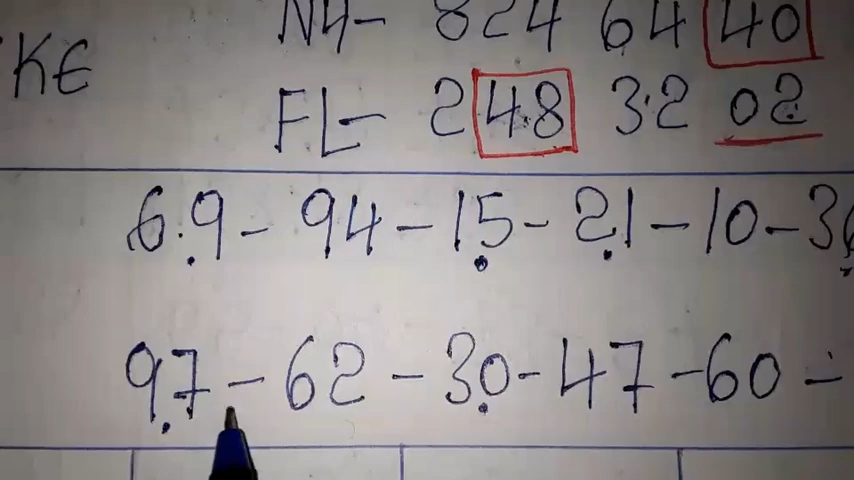 NY- 824 64 40
KE
FL- 248 32 02
69- 94-15-21-10-36
97-62-30-47-60-